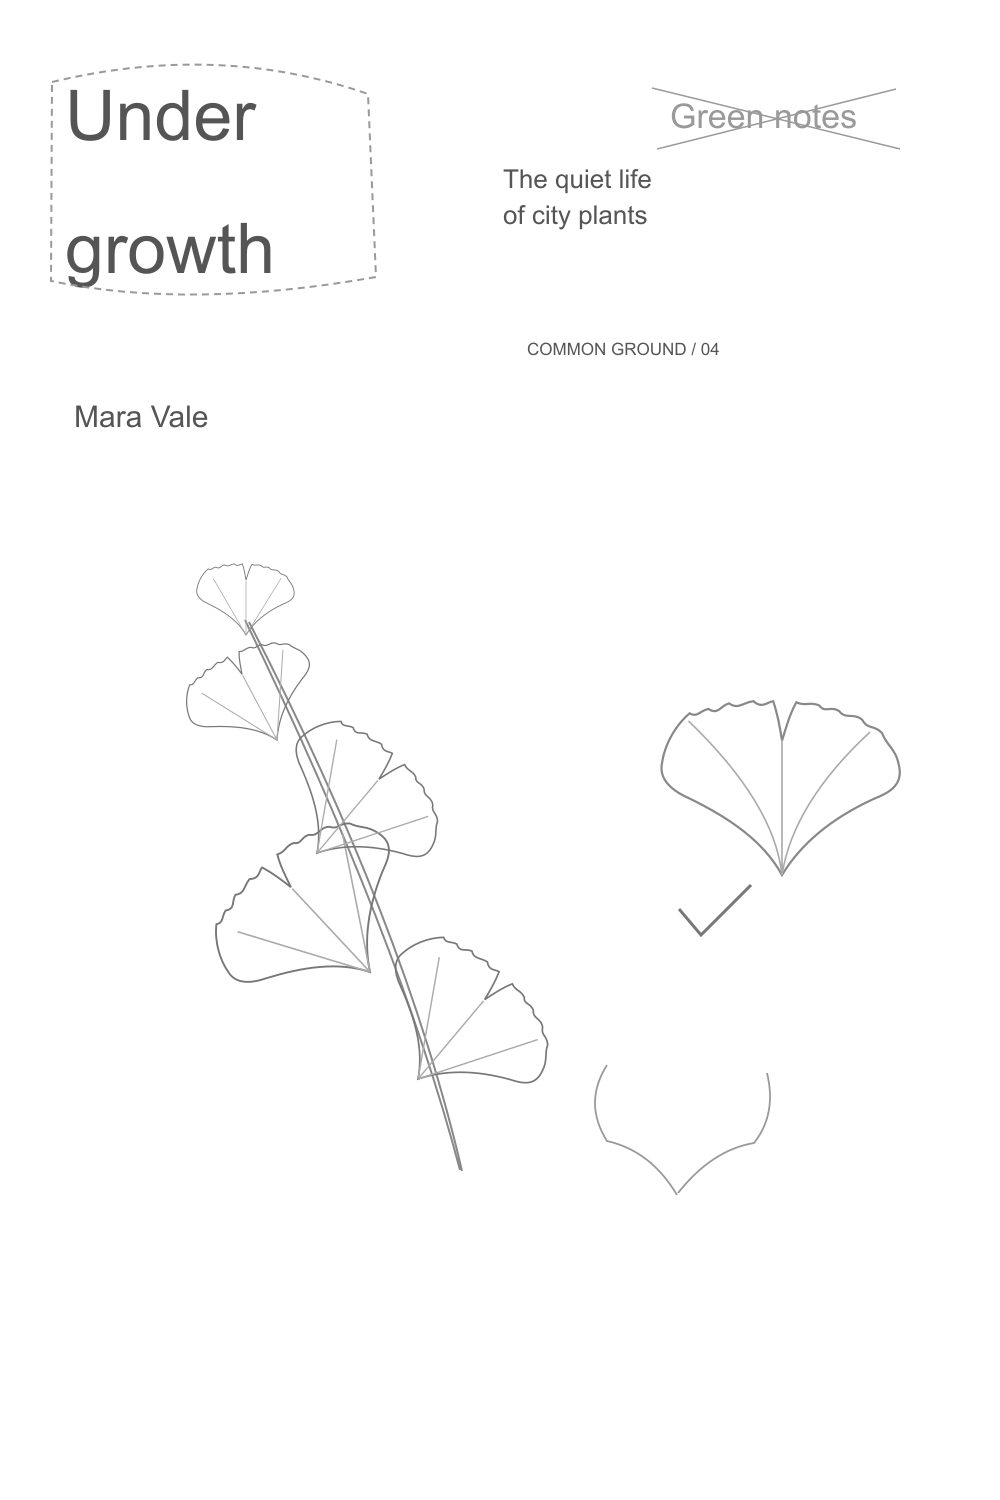 Under
growth
Green notes
The quiet life
of city plants
COMMON GROUND / 04
Mara Vale